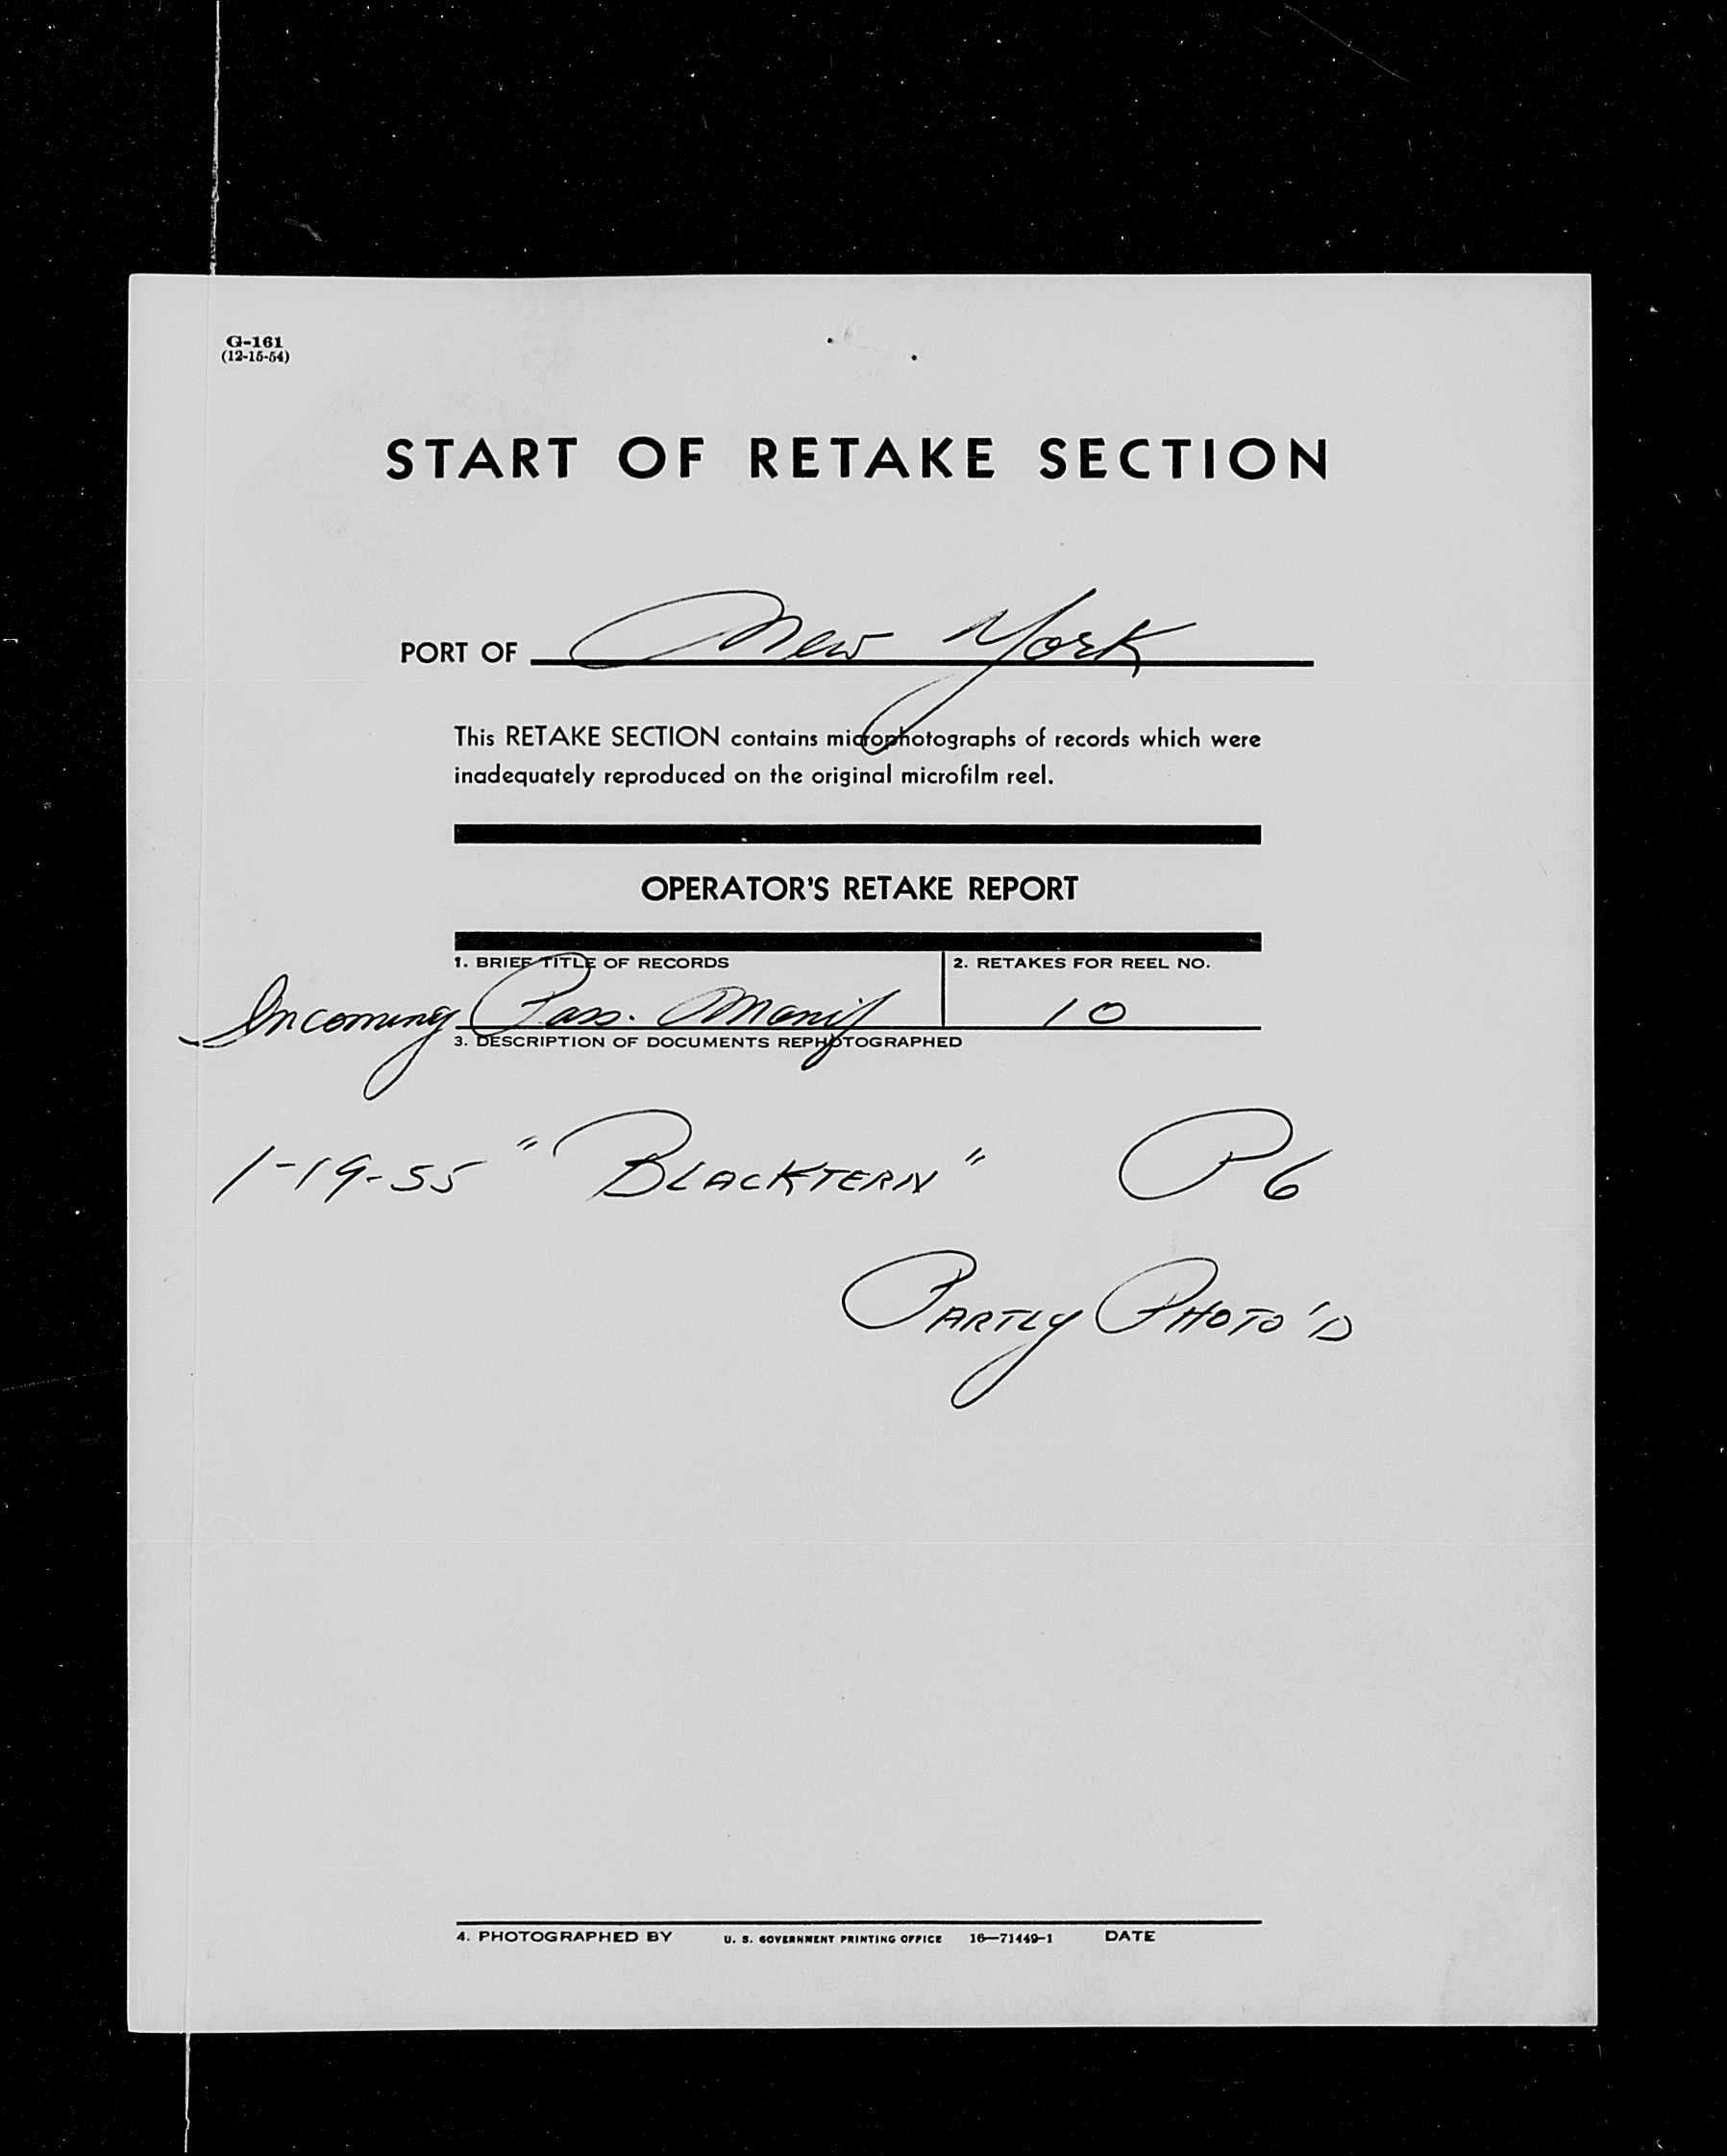 G-161
(12-15-54)
START OF RETAKE SECTION
PORT OF New York
This RETAKE SECTION contains microphotographs of records which were
inadequately reproduced on the original microfilm reel.
OPERATOR'S RETAKE REPORT
1. BRIEF TITLE OF RECORDS 2. RETAKES FOR REEL NO.
Incoming Pass. Manif 10
3. DESCRIPTION OF DOCUMENTS REPHOTOGRAPHED
1-19-55 "BLACKTERN" P6
PARTLY PHOTO'D
4. PHOTOGRAPHED BY U. S. GOVERNMENT PRINTING OFFICE 16—71449-1 DATE